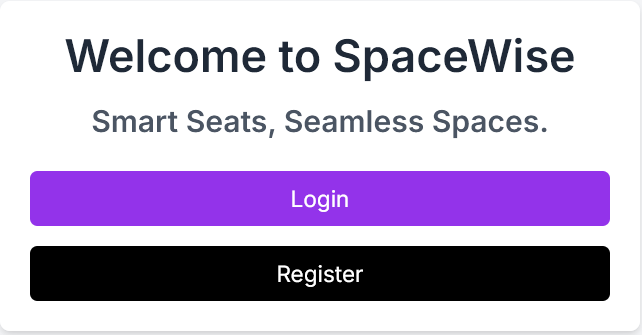 Welcome to SpaceWise
Smart Seats, Seamless Spaces.
Login
Register